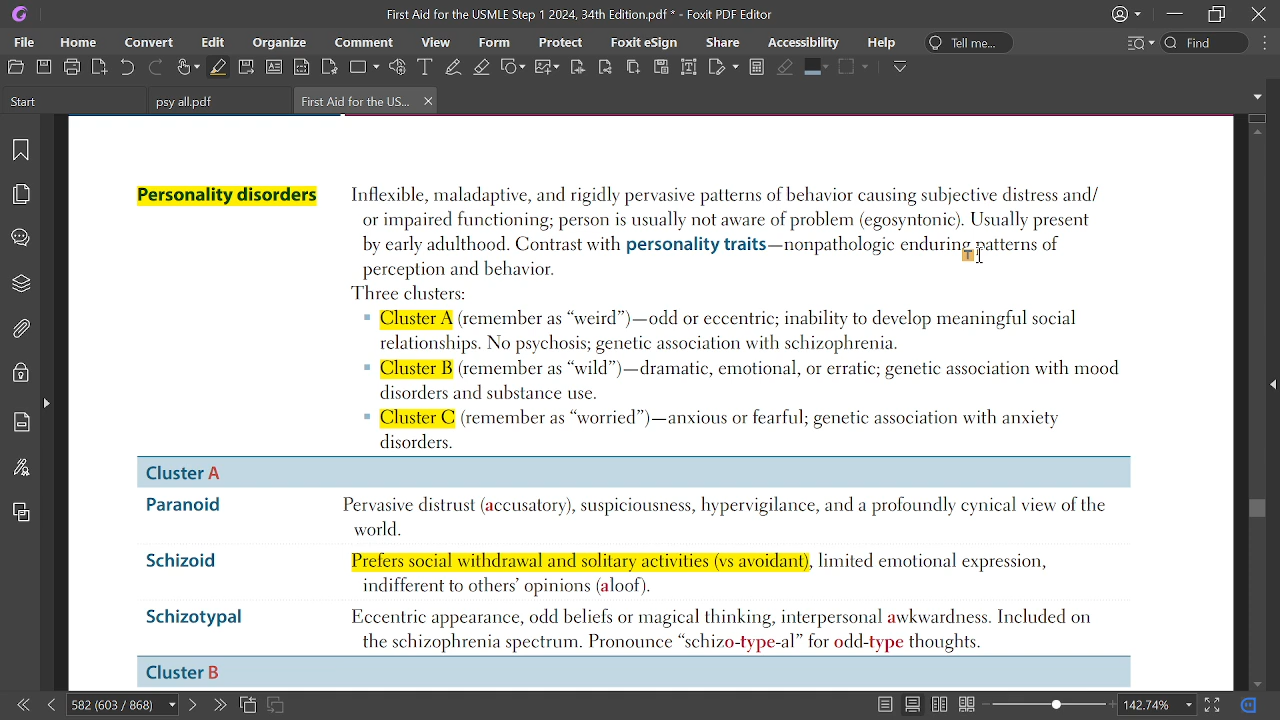 First Aid for the USMLE Step 1 2024, 34th Edition.pdf * - Foxit PDF Editor
File Home Convert Edit Organize Comment View Form Protect Foxit eSign Share Accessibility Help Tell me... Find
Start psy all.pdf First Aid for the US...
Personality disorders Inflexible, maladaptive, and rigidly pervasive patterns of behavior causing subjective distress and/
or impaired functioning; person is usually not aware of problem (egosyntonic). Usually present
by early adulthood. Contrast with personality traits—nonpathologic enduring patterns of
perception and behavior.
Three clusters:
▪ Cluster A (remember as “weird”)—odd or eccentric; inability to develop meaningful social
relationships. No psychosis; genetic association with schizophrenia.
▪ Cluster B (remember as “wild”)—dramatic, emotional, or erratic; genetic association with mood
disorders and substance use.
▪ Cluster C (remember as “worried”)—anxious or fearful; genetic association with anxiety
disorders.
Cluster A
Paranoid Pervasive distrust (accusatory), suspiciousness, hypervigilance, and a profoundly cynical view of the
world.
Schizoid Prefers social withdrawal and solitary activities (vs avoidant), limited emotional expression,
indifferent to others’ opinions (aloof).
Schizotypal Eccentric appearance, odd beliefs or magical thinking, interpersonal awkwardness. Included on
the schizophrenia spectrum. Pronounce “schizo-type-al” for odd-type thoughts.
Cluster B
582 (603 / 868) 142.74%